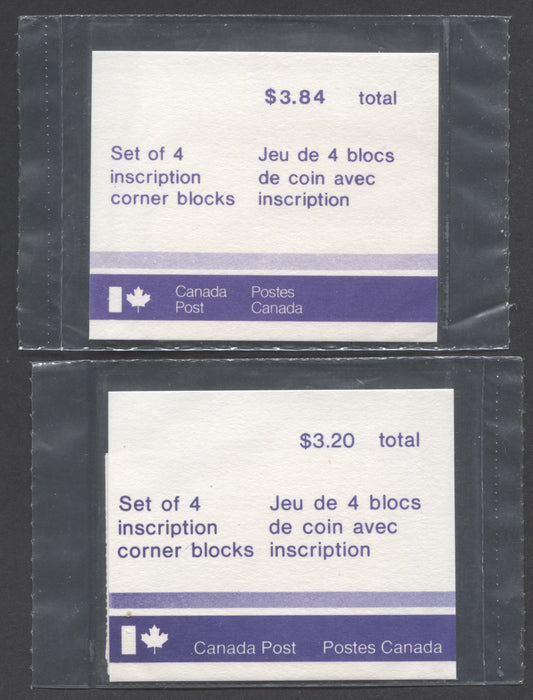 $3.84 total
Set of 4
inscription
corner blocks
Jeu de 4 blocs
de coin avec
inscription
Canada
Post
Postes
Canada
$3.20 total
Set of 4
inscription
corner blocks
Jeu de 4 blocs
de coin avec
inscription
Canada Post
Postes Canada